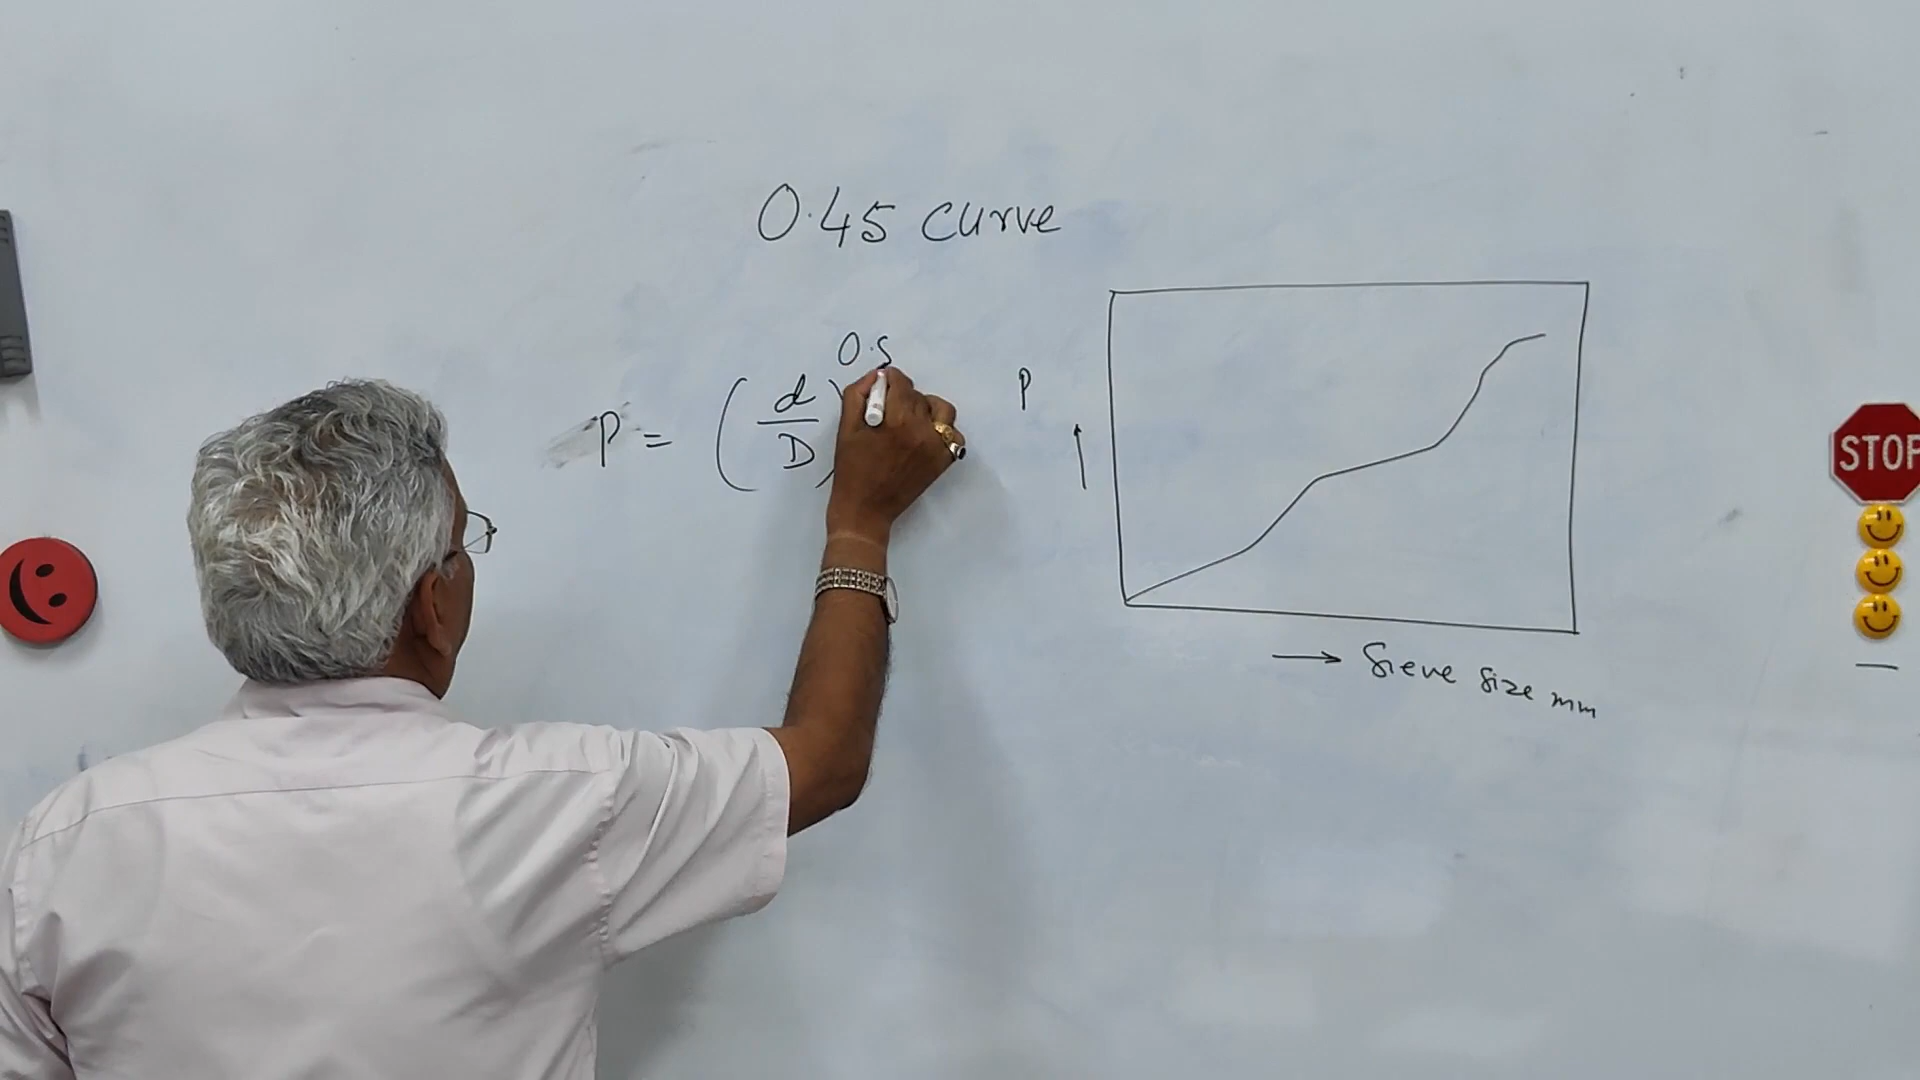 0.45 curve
P = (d/D)^0.5
P
→ Sieve size mm
STOP